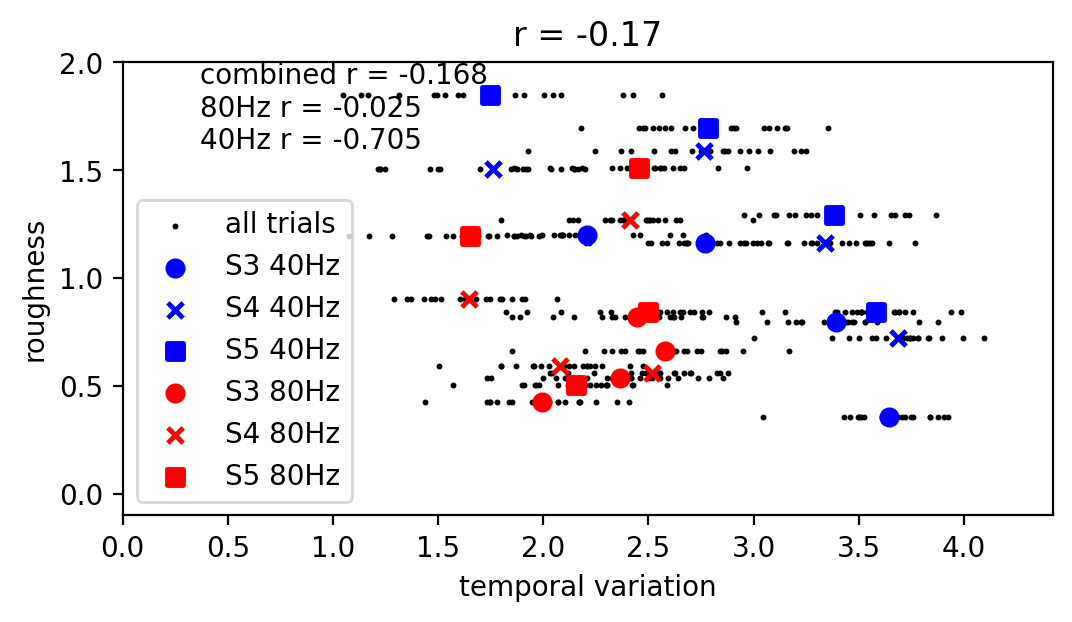 r = -0.17
combined r = -0.168
80Hz r = -0.025
40Hz r = -0.705
all trials
S3 40Hz
S4 40Hz
S5 40Hz
S3 80Hz
S4 80Hz
S5 80Hz
roughness
2.0
1.5
1.0
0.5
0.0
0.0 0.5 1.0 1.5 2.0 2.5 3.0 3.5 4.0
temporal variation